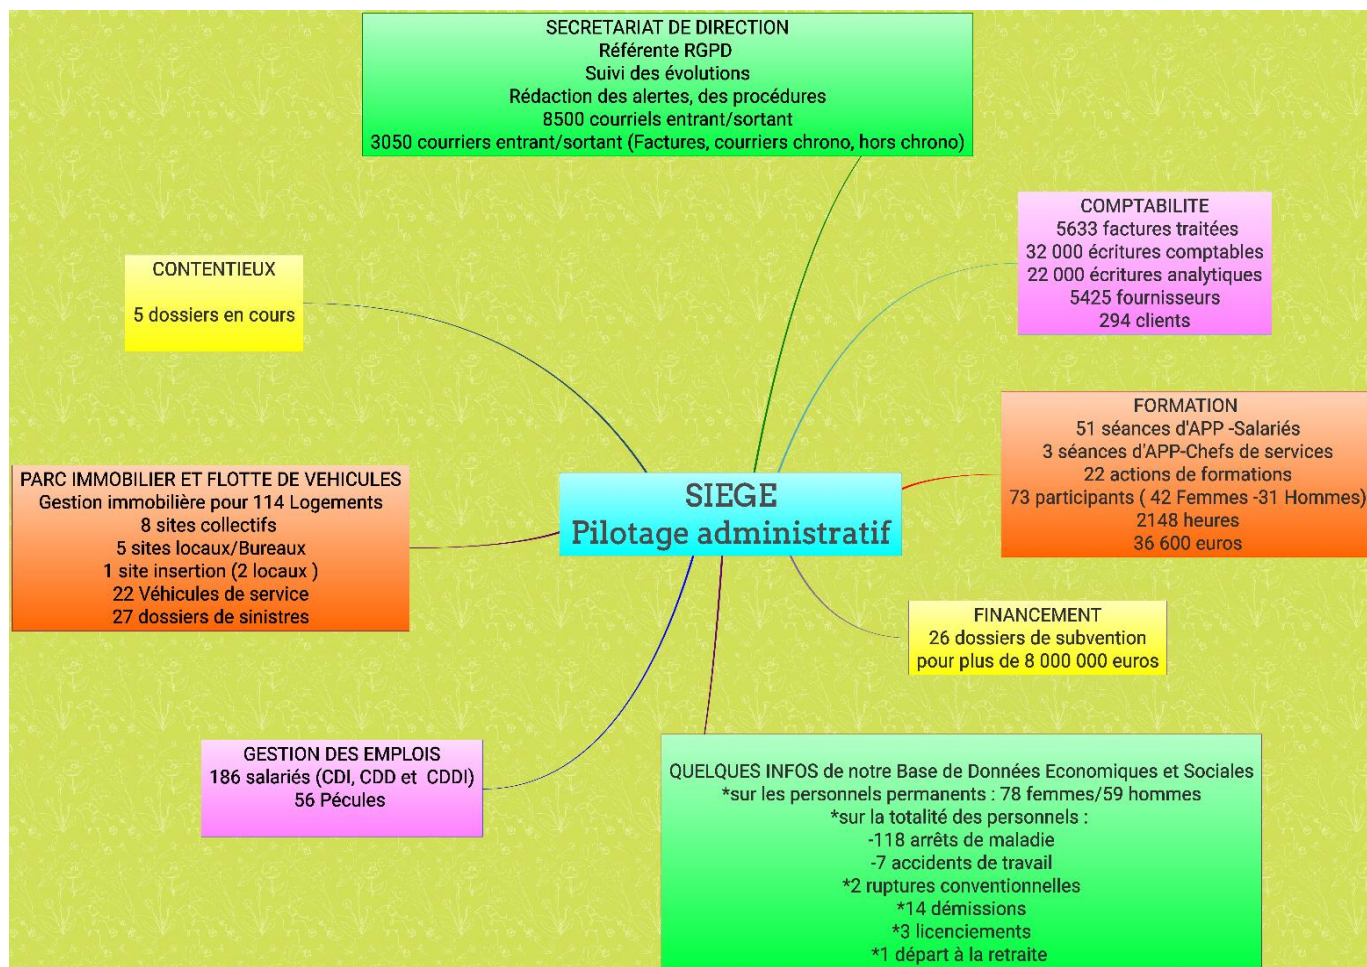 SECRETARIAT DE DIRECTION
Référente RGPD
Suivi des évolutions
Rédaction des alertes, des procédures
8500 courriels entrant/sortant
3050 courriers entrant/sortant (Factures, courriers chrono, hors chrono)
COMPTABILITE
5633 factures traitées
32 000 écritures comptables
22 000 écritures analytiques
5425 fournisseurs
294 clients
CONTENTIEUX
5 dossiers en cours
FORMATION
51 séances d'APP -Salariés
3 séances d'APP-Chefs de services
22 actions de formations
73 participants ( 42 Femmes -31 Hommes)
2148 heures
36 600 euros
PARC IMMOBILIER ET FLOTTE DE VEHICULES
Gestion immobilière pour 114 Logements
8 sites collectifs
5 sites locaux/Bureaux
1 site insertion (2 locaux )
22 Véhicules de service
27 dossiers de sinistres
SIEGE
Pilotage administratif
FINANCEMENT
26 dossiers de subvention
pour plus de 8 000 000 euros
GESTION DES EMPLOIS
186 salariés (CDI, CDD et CDDI)
56 Pécules
QUELQUES INFOS de notre Base de Données Economiques et Sociales
*sur les personnels permanents : 78 femmes/59 hommes
*sur la totalité des personnels :
-118 arrêts de maladie
-7 accidents de travail
*2 ruptures conventionnelles
*14 démissions
*3 licenciements
*1 départ à la retraite